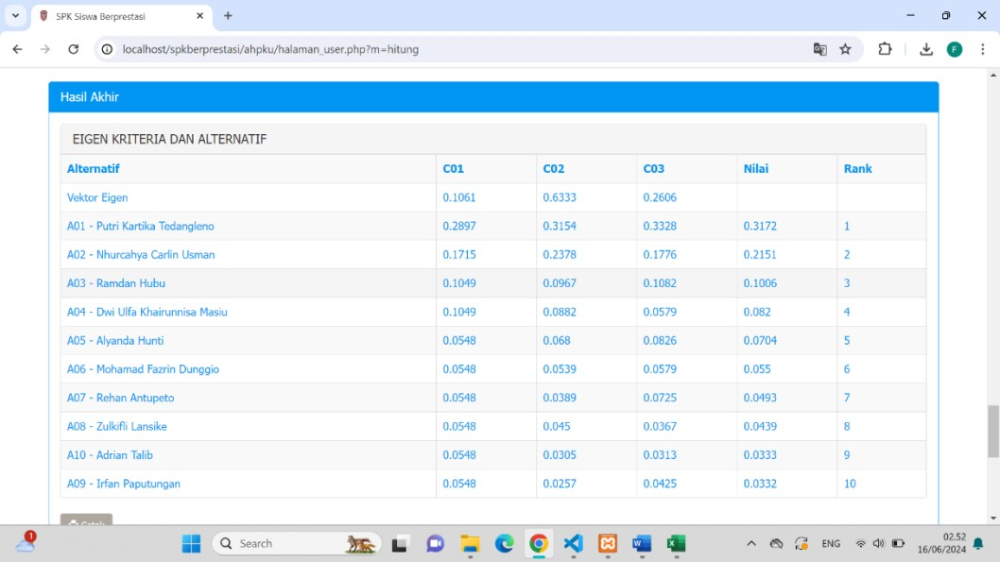 SPK Siswa Berprestasi
localhost/spkberprestasi/ahpku/halaman_user.php?m=hitung
F
Hasil Akhir
EIGEN KRITERIA DAN ALTERNATIF
Alternatif C01 C02 C03 Nilai Rank
Vektor Eigen 0.1061 0.6333 0.2606
A01 - Putri Kartika Tedangleno 0.2897 0.3154 0.3328 0.3172 1
A02 - Nhurcahya Carlin Usman 0.1715 0.2378 0.1776 0.2151 2
A03 - Ramdan Hubu 0.1049 0.0967 0.1082 0.1006 3
A04 - Dwi Ulfa Khairunnisa Masiu 0.1049 0.0882 0.0579 0.082 4
A05 - Alyanda Hunti 0.0548 0.068 0.0826 0.0704 5
A06 - Mohamad Fazrin Dunggio 0.0548 0.0539 0.0579 0.055 6
A07 - Rehan Antupeto 0.0548 0.0389 0.0725 0.0493 7
A08 - Zulkifli Lansike 0.0548 0.045 0.0367 0.0439 8
A10 - Adrian Talib 0.0548 0.0305 0.0313 0.0333 9
A09 - Irfan Paputungan 0.0548 0.0257 0.0425 0.0332 10
1
Search
ENG
02.52
16/06/2024